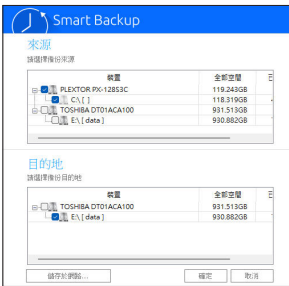 Smart Backup
來源
請選擇備份來源
裝置 全部空間 已
PLEXTOR PX-128S3C 119.243GB
C:\ [ ] 118.319GB
TOSHIBA DT01ACA100 931.513GB
E:\ [ data ] 930.882GB
目的地
請選擇備份目的地
裝置 全部空間 已
TOSHIBA DT01ACA100 931.513GB
E:\ [ data ] 930.882GB
儲存於網路... 確定 取消